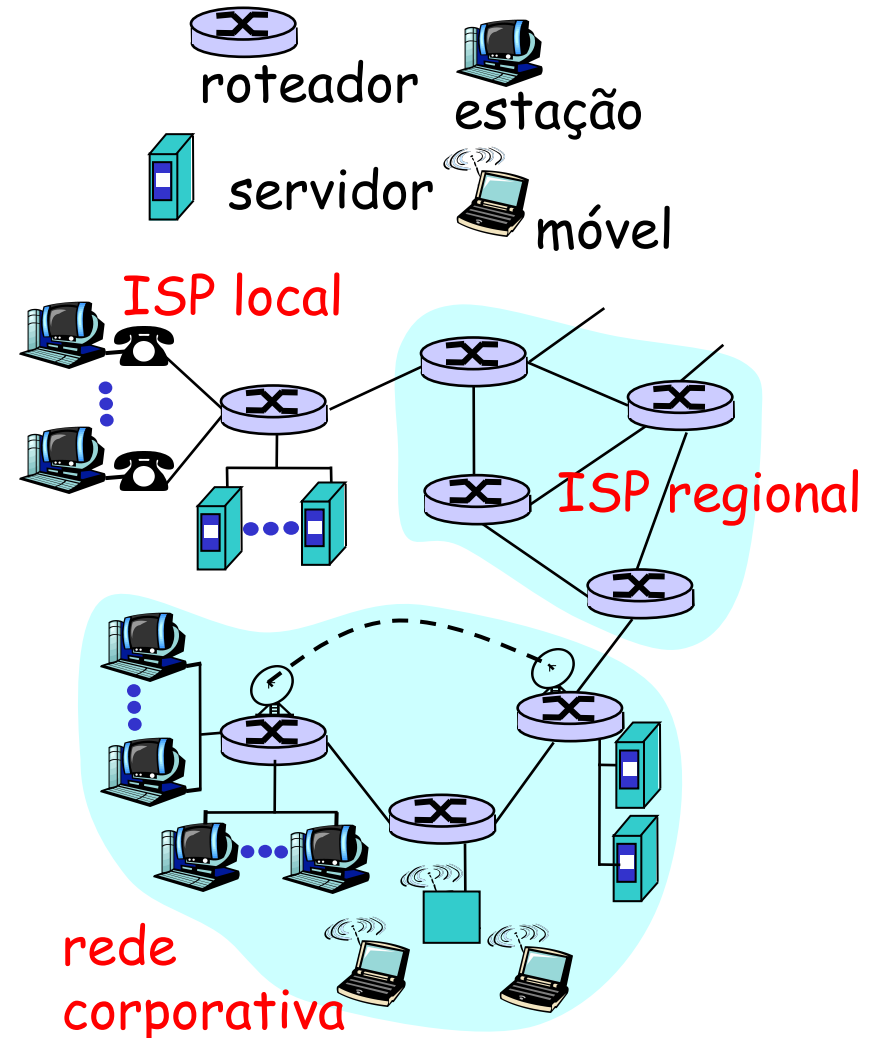 roteador
estação
servidor
móvel
ISP local
ISP regional
rede
corporativa